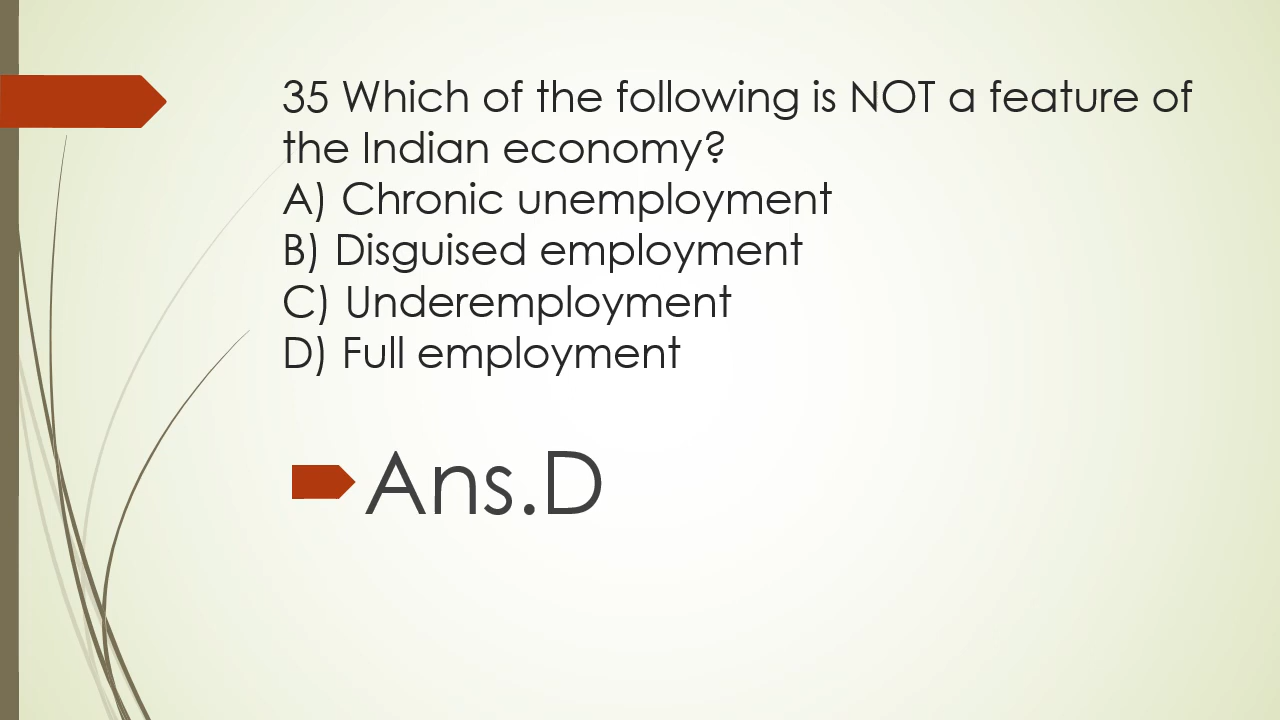 35 Which of the following is NOT a feature of
the Indian economy?
A) Chronic unemployment
B) Disguised employment
C) Underemployment
D) Full employment
Ans.D